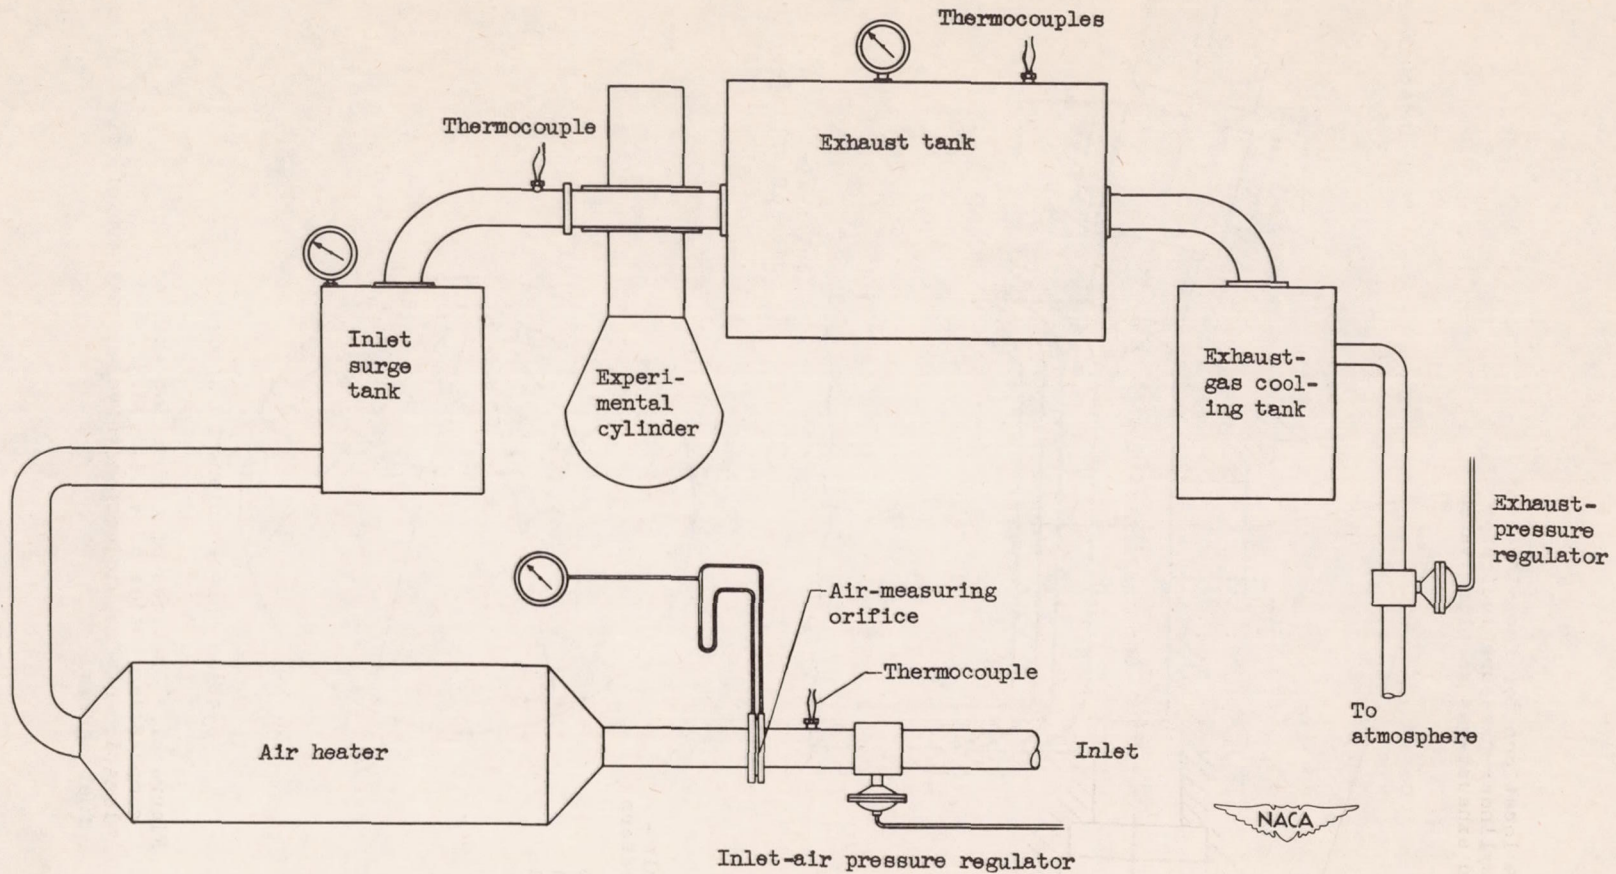 Thermocouples
Thermocouple
Exhaust tank
Inlet
surge
tank
Experi-
mental
cylinder
Exhaust-
gas cool-
ing tank
Exhaust-
pressure
regulator
Air-measuring
orifice
Thermocouple
To
atmosphere
Air heater
Inlet
NACA
Inlet-air pressure regulator